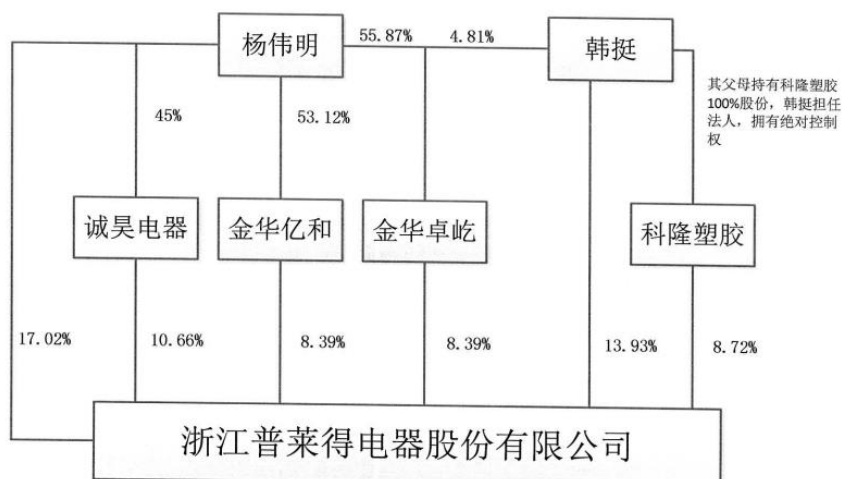 杨伟明
55.87%
4.81%
韩挺
其父母持有科隆塑胶
100%股份，韩挺担任
法人，拥有绝对控制
权
45%
53.12%
诚昊电器
金华亿和
金华卓屹
科隆塑胶
17.02%
10.66%
8.39%
8.39%
13.93%
8.72%
浙江普莱得电器股份有限公司